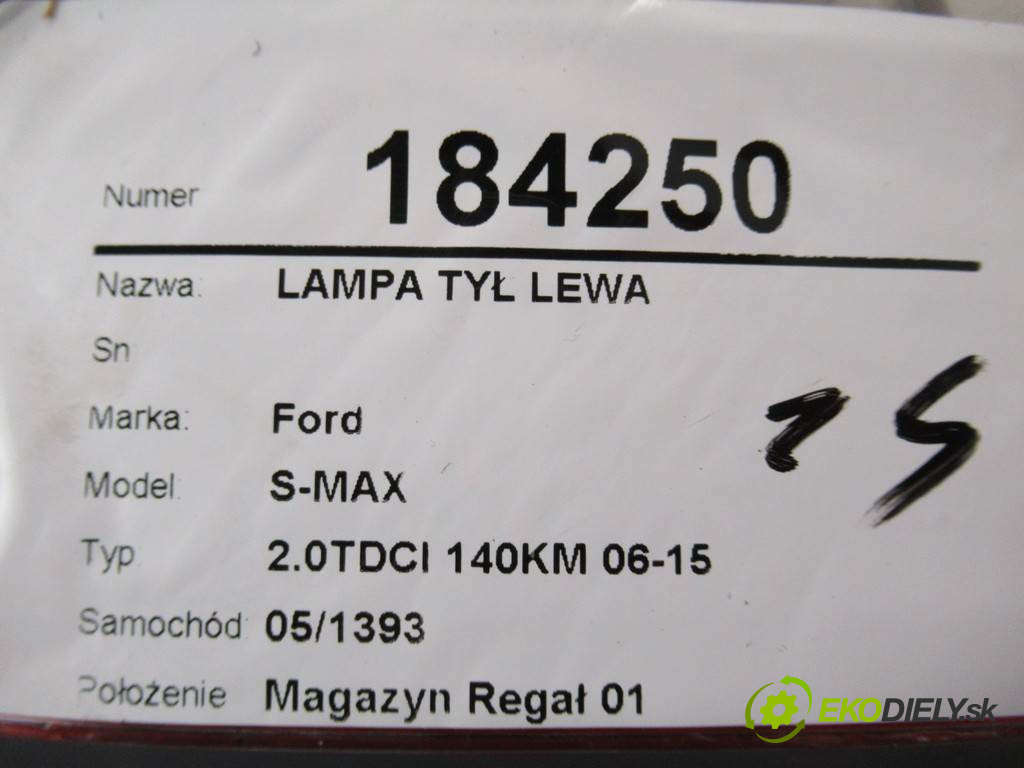 Numer 184250
Nazwa: LAMPA TYŁ LEWA
Sn
Marka: Ford
Model: S-MAX
Typ 2.0TDCI 140KM 06-15
Samochód: 05/1393
Położenie Magazyn Regał 01
EKODIELY.sk